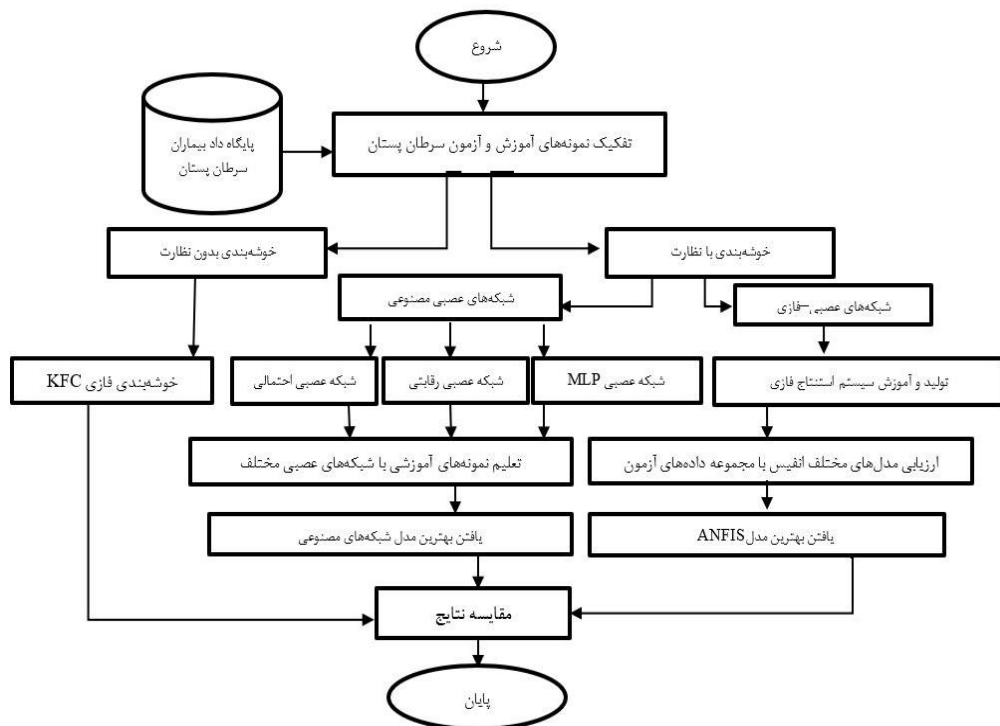 شروع
پایگاه داد بیماران
سرطان پستان
تفکیک نمونه‌های آموزش و آزمون سرطان پستان
خوشه‌بندی با نظارت
خوشه‌بندی بدون نظارت
شبکه‌های عصبی مصنوعی
شبکه‌های عصبی–فازی
تولید و آموزش سیستم استنتاج فازی
شبکه عصبی MLP
شبکه عصبی رقابتی
شبکه عصبی احتمالی
خوشه‌بندی فازی KFC
ارزیابی مدل‌های مختلف انفیس با مجموعه داده‌های آزمون
تعلیم نمونه‌های آموزشی با شبکه‌های عصبی مختلف
یافتن بهترین مدل ANFIS
یافتن بهترین مدل شبکه‌های مصنوعی
مقایسه نتایج
پایان